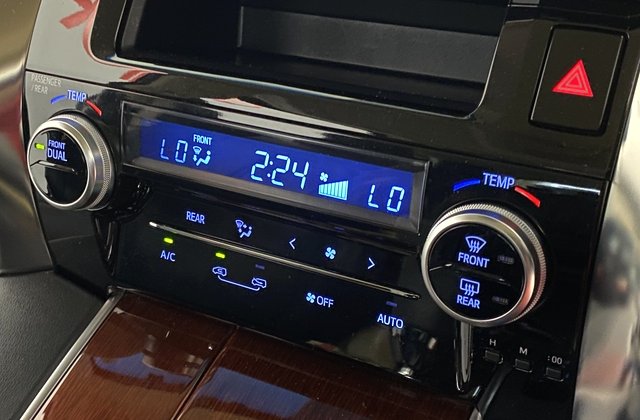 PASSENGER
/REAR
TEMP
FRONT
DUAL
LO
FRONT
2:24
LO
TEMP
FRONT
REAR
REAR
A/C
OFF
AUTO
H
M
:00